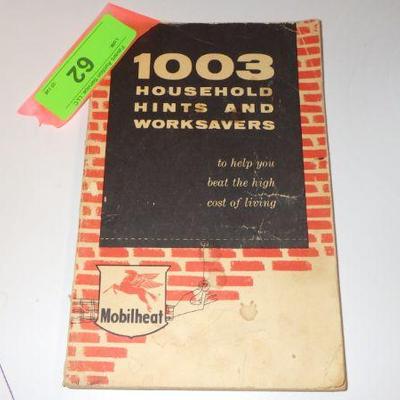 1003
HOUSEHOLD
HINTS AND
WORKSAVERS
to help you
beat the high
cost of living
Mobilheat
62